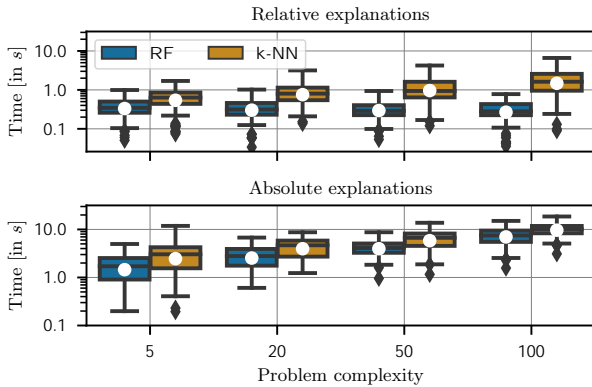 Relative explanations
RF
k-NN
Time [in s]
10.0
1.0
0.1
Absolute explanations
Time [in s]
10.0
1.0
0.1
5
20
50
100
Problem complexity